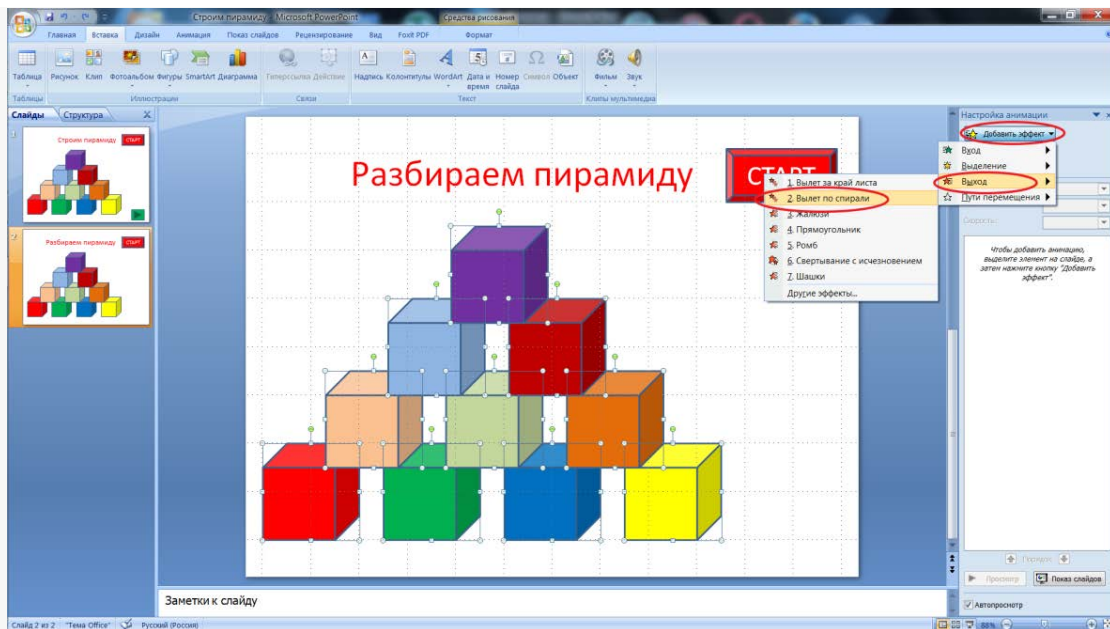 Строим пирамиду - Microsoft PowerPoint
Средства рисования
Главная Вставка Дизайн Анимация Показ слайдов Рецензирование Вид Foxit PDF Формат
Таблица Рисунок Клип Фотоальбом Фигуры SmartArt Диаграмма Гиперссылка Действие Надпись Колонтитулы WordArt Дата и время Номер слайда Символ Объект Фильм Звук
Таблицы Иллюстрации Связи Текст Клипы мультимедиа
Слайды Структура X
1
Строим пирамиду СТАРТ
2
Разбираем пирамиду СТАРТ
Разбираем пирамиду
СТАРТ
Настройка анимации
Добавить эффект
Вход
Выделение
Выход
Пути перемещения
1. Вылет за край листа
2. Вылет по спирали
3. Жалюзи
4. Прямоугольник
5. Ромб
6. Свертывание с исчезновением
7. Шашки
Другие эффекты...
Скорость:
Чтобы добавить анимацию,
выделите элемент на слайде, а
затем нажмите кнопку "Добавить
эффект".
Порядок
Просмотр Показ слайдов
Автопросмотр
Заметки к слайду
Слайд 2 из 2 "Тема Office" Русский (Россия) 88%